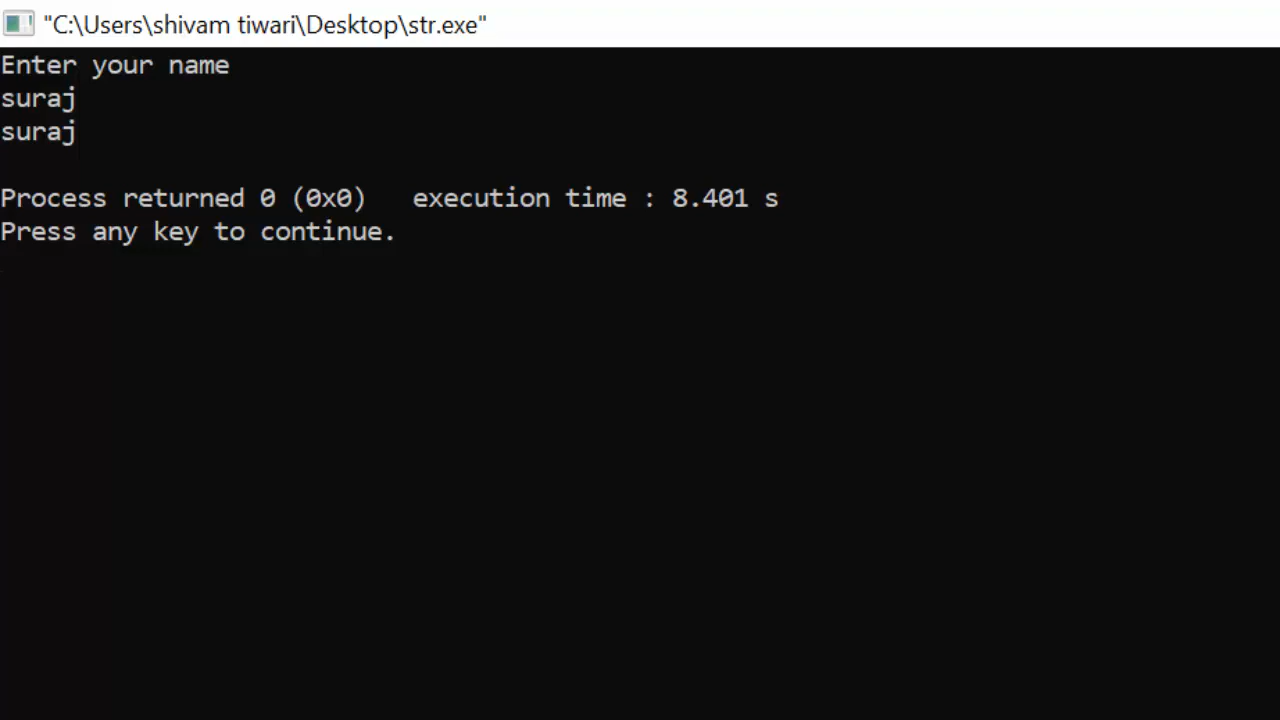 "C:\Users\shivam tiwari\Desktop\str.exe"
Enter your name
suraj
suraj
Process returned 0 (0x0)   execution time : 8.401 s
Press any key to continue.